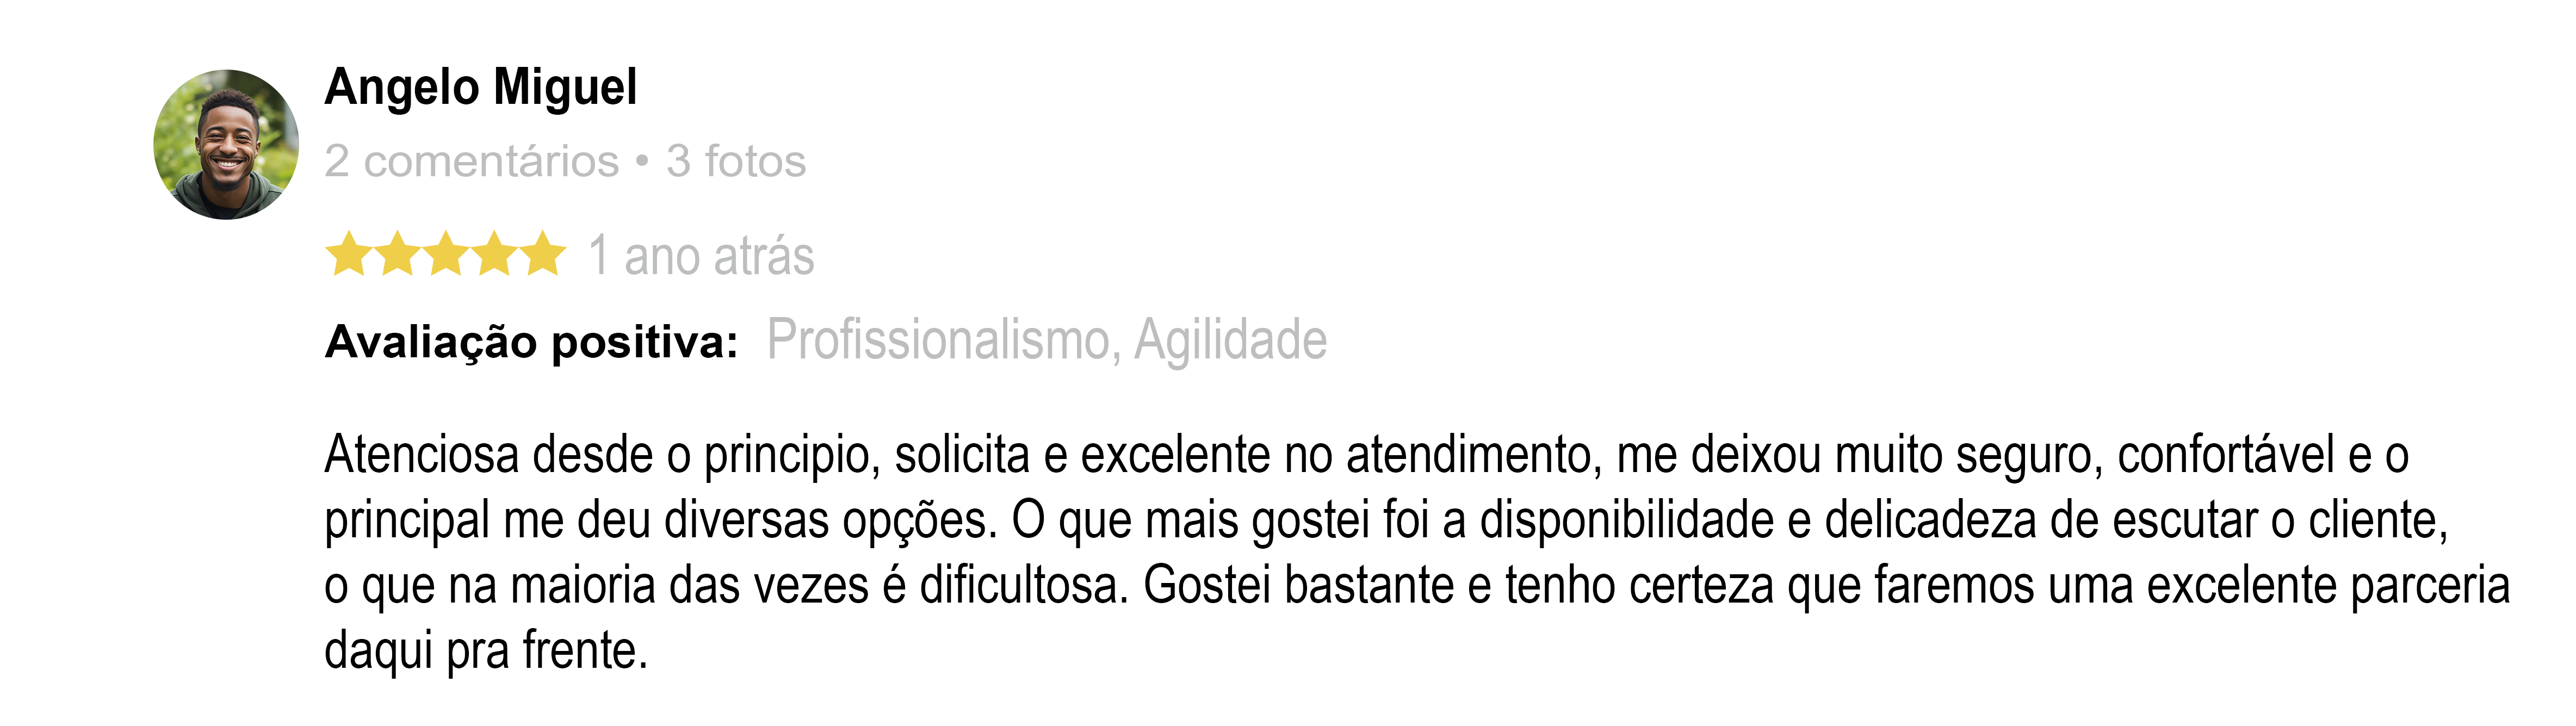 Angelo Miguel
2 comentários • 3 fotos
1 ano atrás
Avaliação positiva: Profissionalismo, Agilidade
Atenciosa desde o principio, solicita e excelente no atendimento, me deixou muito seguro, confortável e o
principal me deu diversas opções. O que mais gostei foi a disponibilidade e delicadeza de escutar o cliente,
o que na maioria das vezes é dificultosa. Gostei bastante e tenho certeza que faremos uma excelente parceria
daqui pra frente.